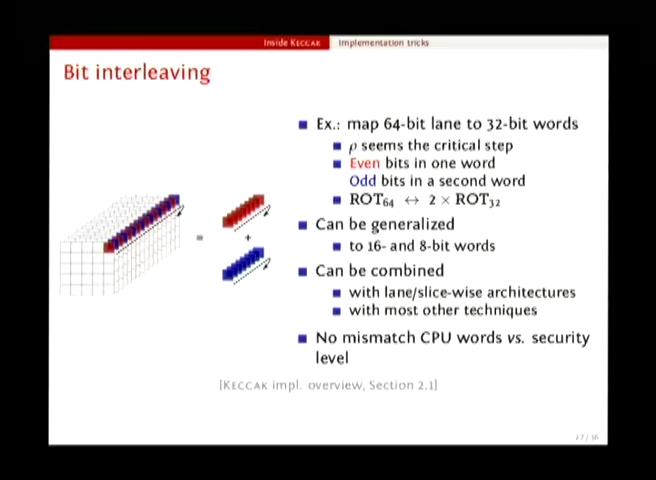 Inside KECCAK Implementation tricks
Bit interleaving
Ex.: map 64-bit lane to 32-bit words
ρ seems the critical step
Even bits in one word
Odd bits in a second word
ROT64 ↔ 2 × ROT32
Can be generalized
to 16- and 8-bit words
Can be combined
with lane/slice-wise architectures
with most other techniques
No mismatch CPU words vs. security
level
=
+
[KECCAK impl. overview, Section 2.1]